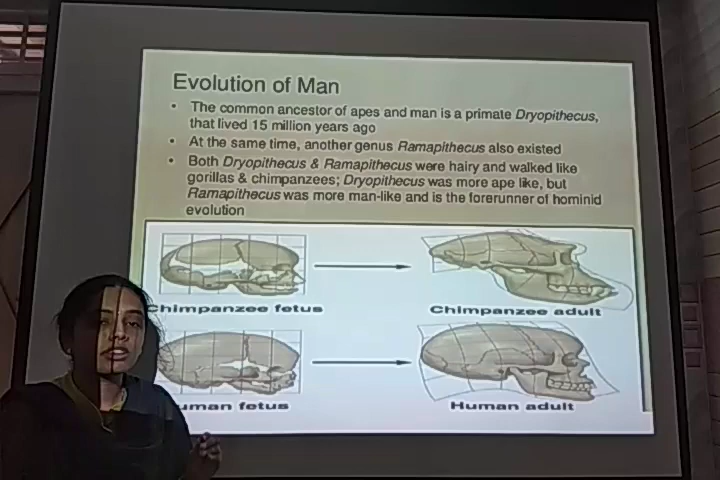 Evolution of Man
• The common ancestor of apes and man is a primate Dryopithecus,
that lived 15 million years ago
• At the same time, another genus Ramapithecus also existed
• Both Dryopithecus & Ramapithecus were hairy and walked like
gorillas & chimpanzees; Dryopithecus was more ape like, but
Ramapithecus was more man-like and is the forerunner of hominid
evolution
Chimpanzee fetus
Chimpanzee adult
uman fetus
Human adult